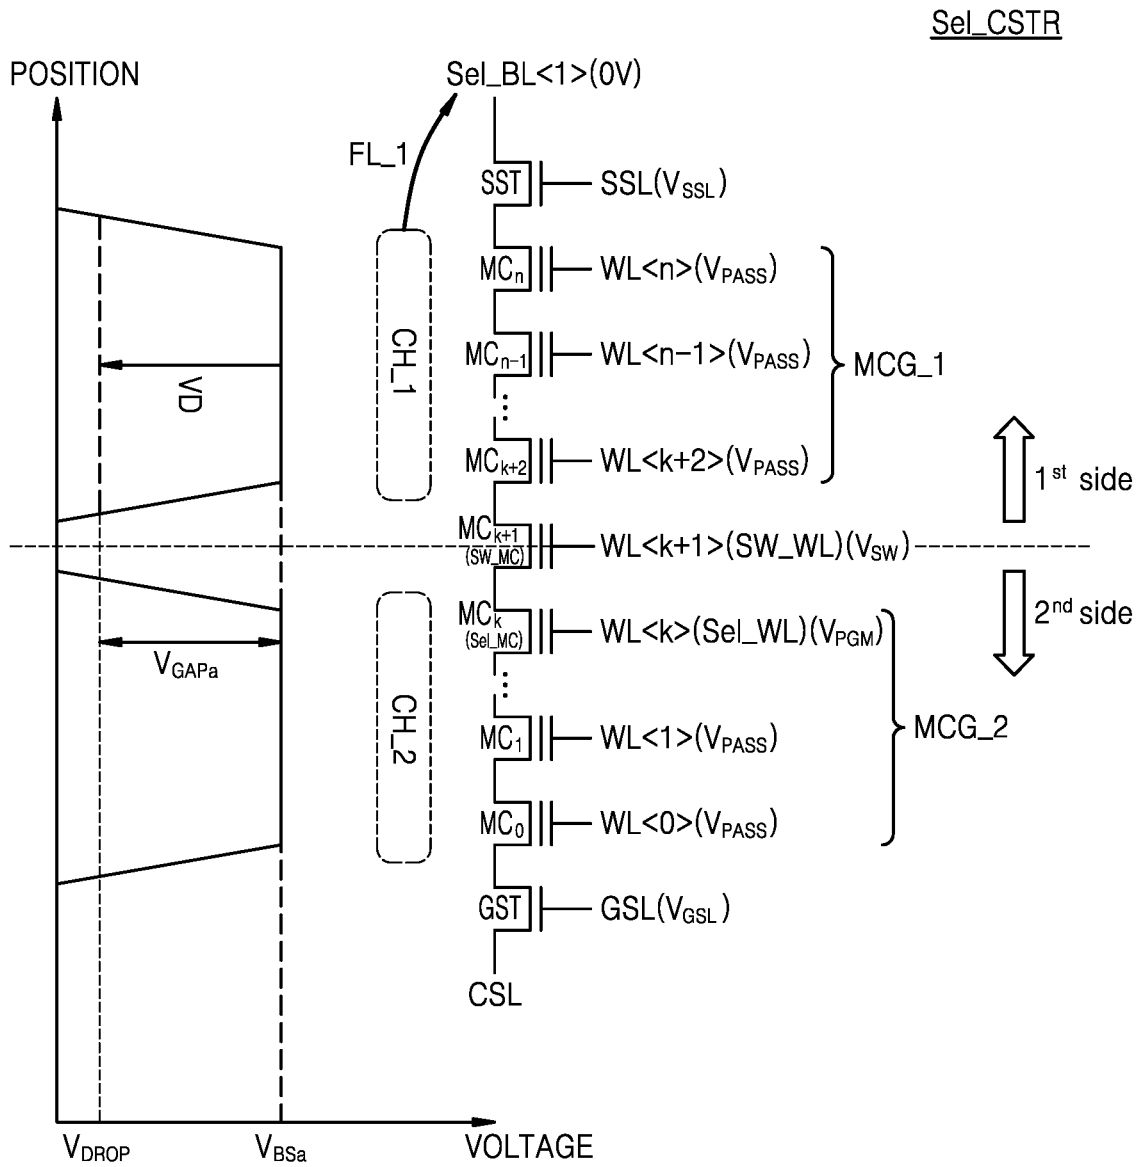 Sel_CSTR
POSITION
Sel_BL<1>(0V)
FL_1
SST
SSL(VSSL)
MCn
WL<n>(VPASS)
CH_1
MCn-1
WL<n-1>(VPASS)
MCG_1
VD
MCk+2
WL<k+2>(VPASS)
1st side
MCk+1
(SW_MC)
WL<k+1>(SW_WL)(VSW)
MCk
(Sel_MC)
WL<k>(Sel_WL)(VPGM)
2nd side
VGAPa
CH_2
MC1
WL<1>(VPASS)
MCG_2
MC0
WL<0>(VPASS)
GST
GSL(VGSL)
CSL
VDROP
VBSa
VOLTAGE